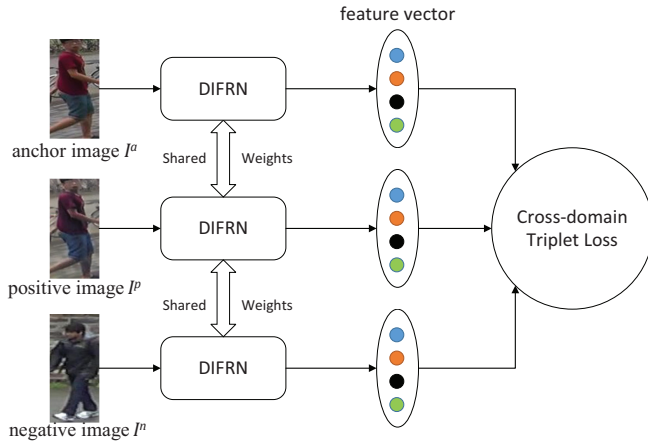 feature vector
DIFRN
anchor image I^a
Shared Weights
DIFRN
Cross-domain
Triplet Loss
positive image I^p
Shared Weights
DIFRN
negative image I^n